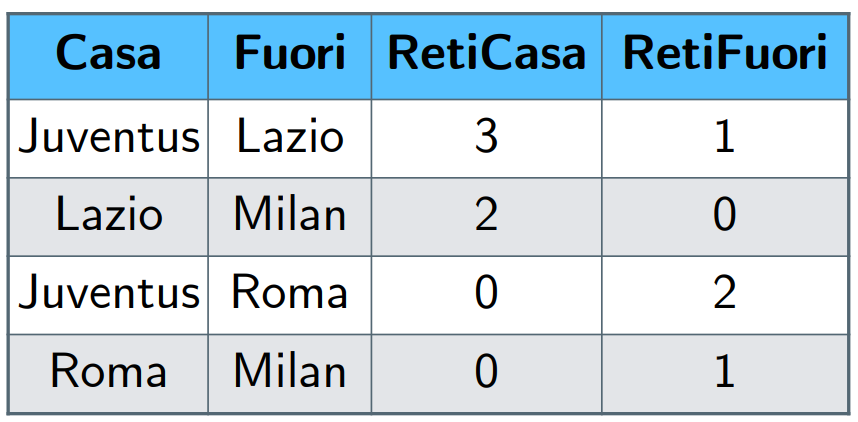 Casa Fuori RetiCasa RetiFuori
Juventus Lazio 3 1
Lazio Milan 2 0
Juventus Roma 0 2
Roma Milan 0 1